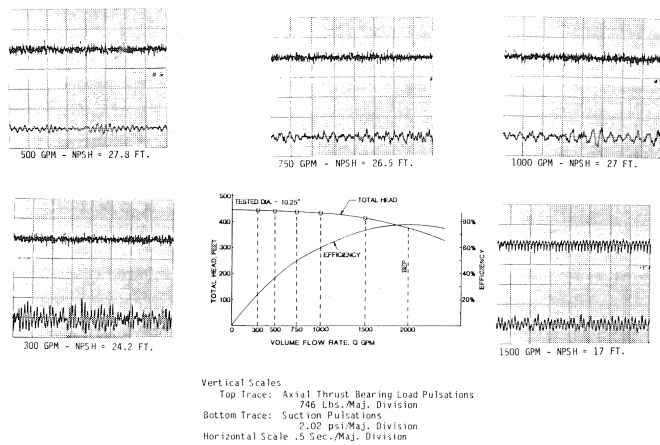 500 GPM - NPSH = 27.8 FT.
750 GPM - NPSH = 26.5 FT.
1000 GPM - NPSH = 27 FT.
300 GPM - NPSH = 24.2 FT.
TESTED DIA. - 10.25"
TOTAL HEAD
EFFICIENCY
BEP
TOTAL HEAD, FEET
500
400
300
200
100
0
80%
60%
40%
20%
EFFICIENCY
0 300 500 750 1000 1500 2000
VOLUME FLOW RATE, Q GPM
1500 GPM - NPSH = 17 FT.
Vertical Scales
Top Trace: Axial Thrust Bearing Load Pulsations
746 Lbs./Maj. Division
Bottom Trace: Suction Pulsations
2.02 psi/Maj. Division
Horizontal Scale .5 Sec./Maj. Division